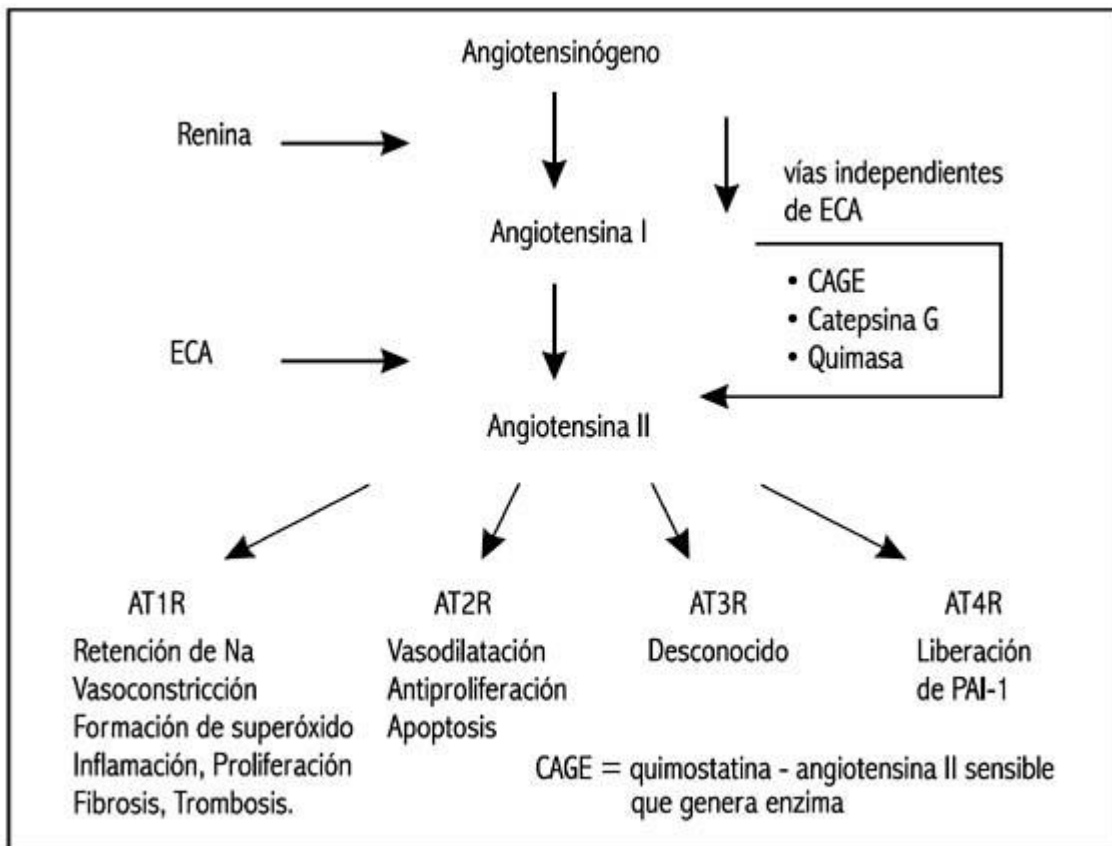 Angiotensinógeno
Renina
vías independientes
de ECA
Angiotensina I
• CAGE
• Catepsina G
• Quimasa
ECA
Angiotensina II
AT1R
Retención de Na
Vasoconstricción
Formación de superóxido
Inflamación, Proliferación
Fibrosis, Trombosis.
AT2R
Vasodilatación
Antiproliferación
Apoptosis
AT3R
Desconocido
AT4R
Liberación
de PAI-1
CAGE = quimostatina - angiotensina II sensible
que genera enzima